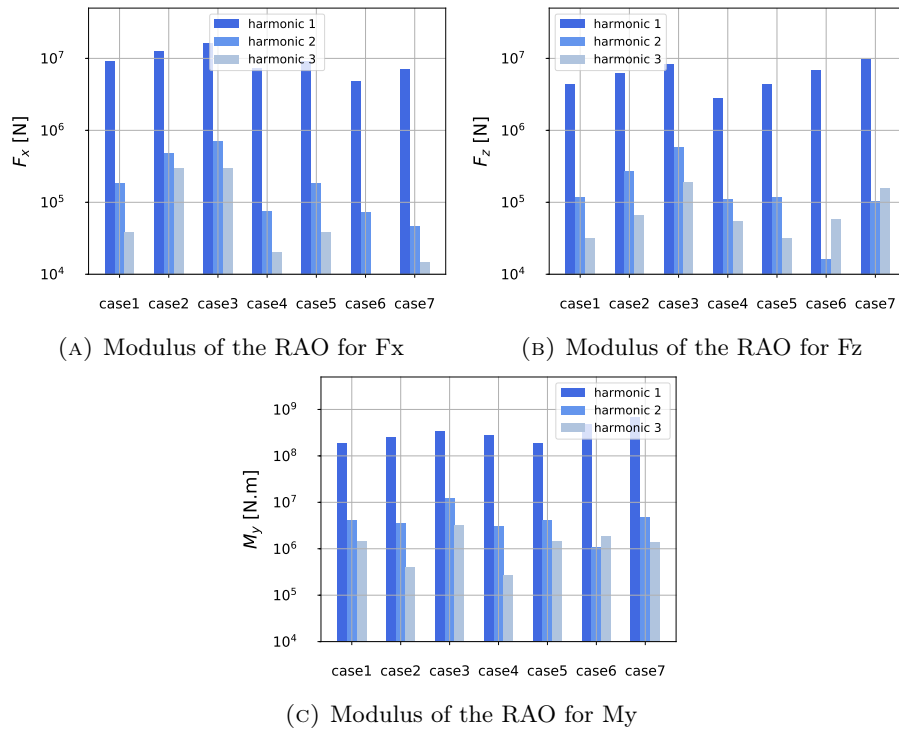 harmonic 1
harmonic 2
harmonic 3
10^7
10^6
10^5
10^4
F_x [N]
case1 case2 case3 case4 case5 case6 case7
(A) Modulus of the RAO for Fx
harmonic 1
harmonic 2
harmonic 3
10^7
10^6
10^5
10^4
F_z [N]
case1 case2 case3 case4 case5 case6 case7
(B) Modulus of the RAO for Fz
harmonic 1
harmonic 2
harmonic 3
10^9
10^8
10^7
10^6
10^5
10^4
M_y [N.m]
case1 case2 case3 case4 case5 case6 case7
(C) Modulus of the RAO for My